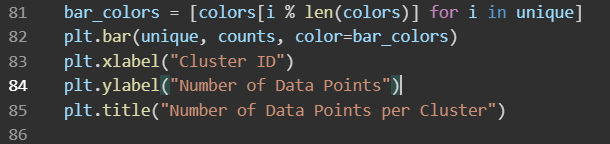 81 bar_colors = [colors[i % len(colors)] for i in unique]
82 plt.bar(unique, counts, color=bar_colors)
83 plt.xlabel("Cluster ID")
84 plt.ylabel("Number of Data Points")
85 plt.title("Number of Data Points per Cluster")
86